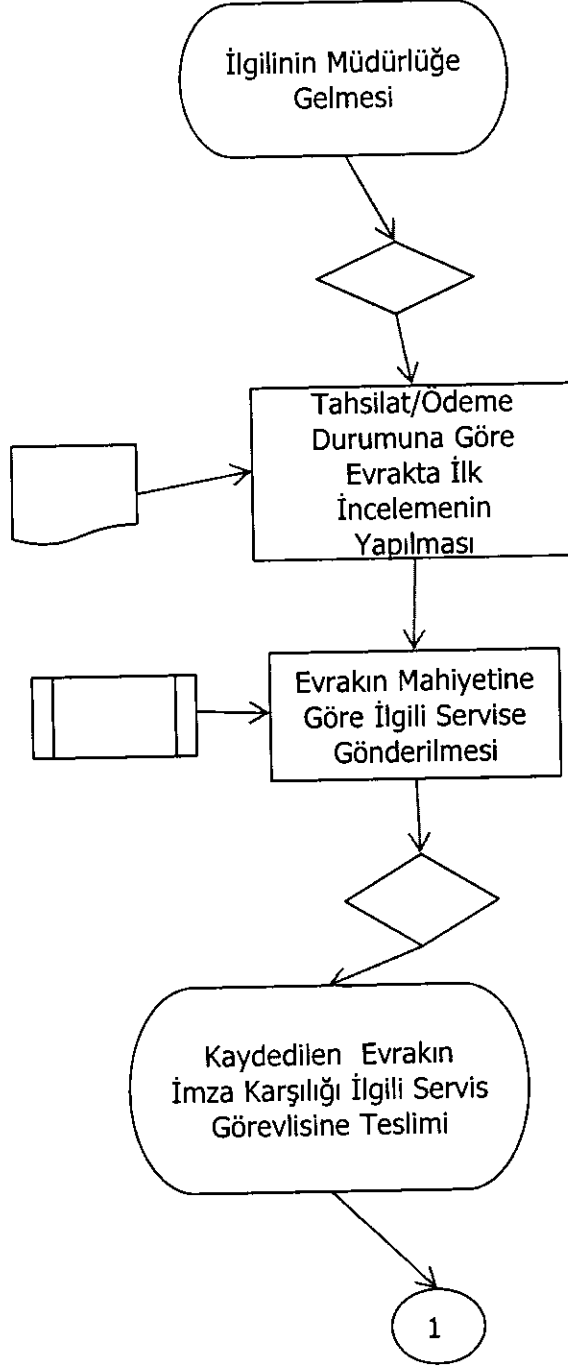 İlgilinin Müdürlüğe
Gelmesi
Tahsilat/Ödeme
Durumuna Göre
Evrakta İlk
İncelemenin
Yapılması
Evrakın Mahiyetine
Göre İlgili Servise
Gönderilmesi
Kaydedilen Evrakın
İmza Karşılığı İlgili Servis
Görevlisine Teslimi
1